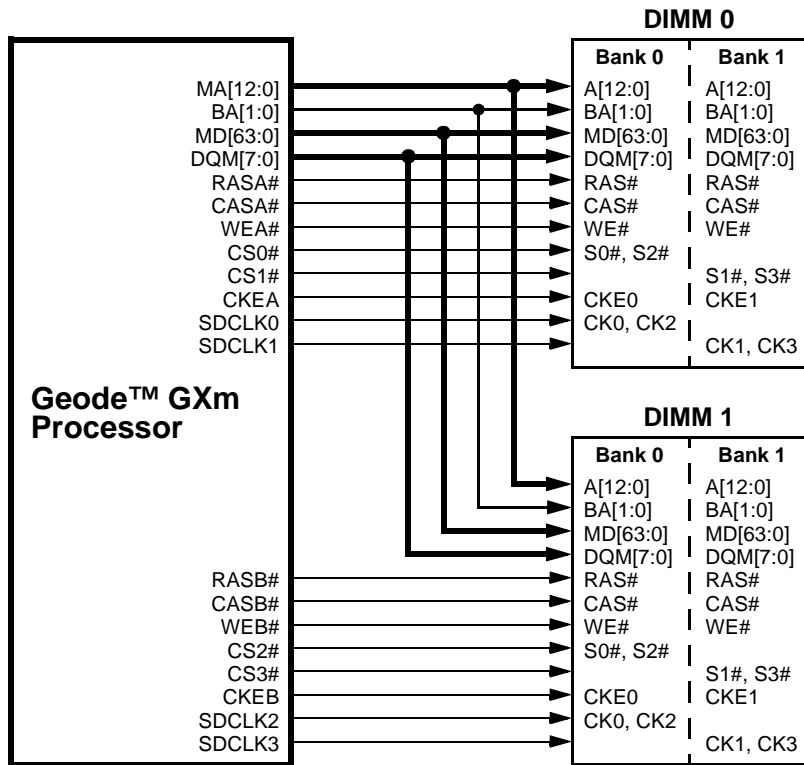 DIMM 0
Bank 0 Bank 1
MA[12:0] A[12:0] A[12:0]
BA[1:0] BA[1:0] BA[1:0]
MD[63:0] MD[63:0] MD[63:0]
DQM[7:0] DQM[7:0] DQM[7:0]
RASA# RAS# RAS#
CASA# CAS# CAS#
WEA# WE# WE#
CS0# S0#, S2#
CS1# S1#, S3#
CKEA CKE0 CKE1
SDCLK0 CK0, CK2
SDCLK1 CK1, CK3
Geode™ GXm
Processor
DIMM 1
Bank 0 Bank 1
A[12:0] A[12:0]
BA[1:0] BA[1:0]
MD[63:0] MD[63:0]
DQM[7:0] DQM[7:0]
RASB# RAS# RAS#
CASB# CAS# CAS#
WEB# WE# WE#
CS2# S0#, S2#
CS3# S1#, S3#
CKEB CKE0 CKE1
SDCLK2 CK0, CK2
SDCLK3 CK1, CK3